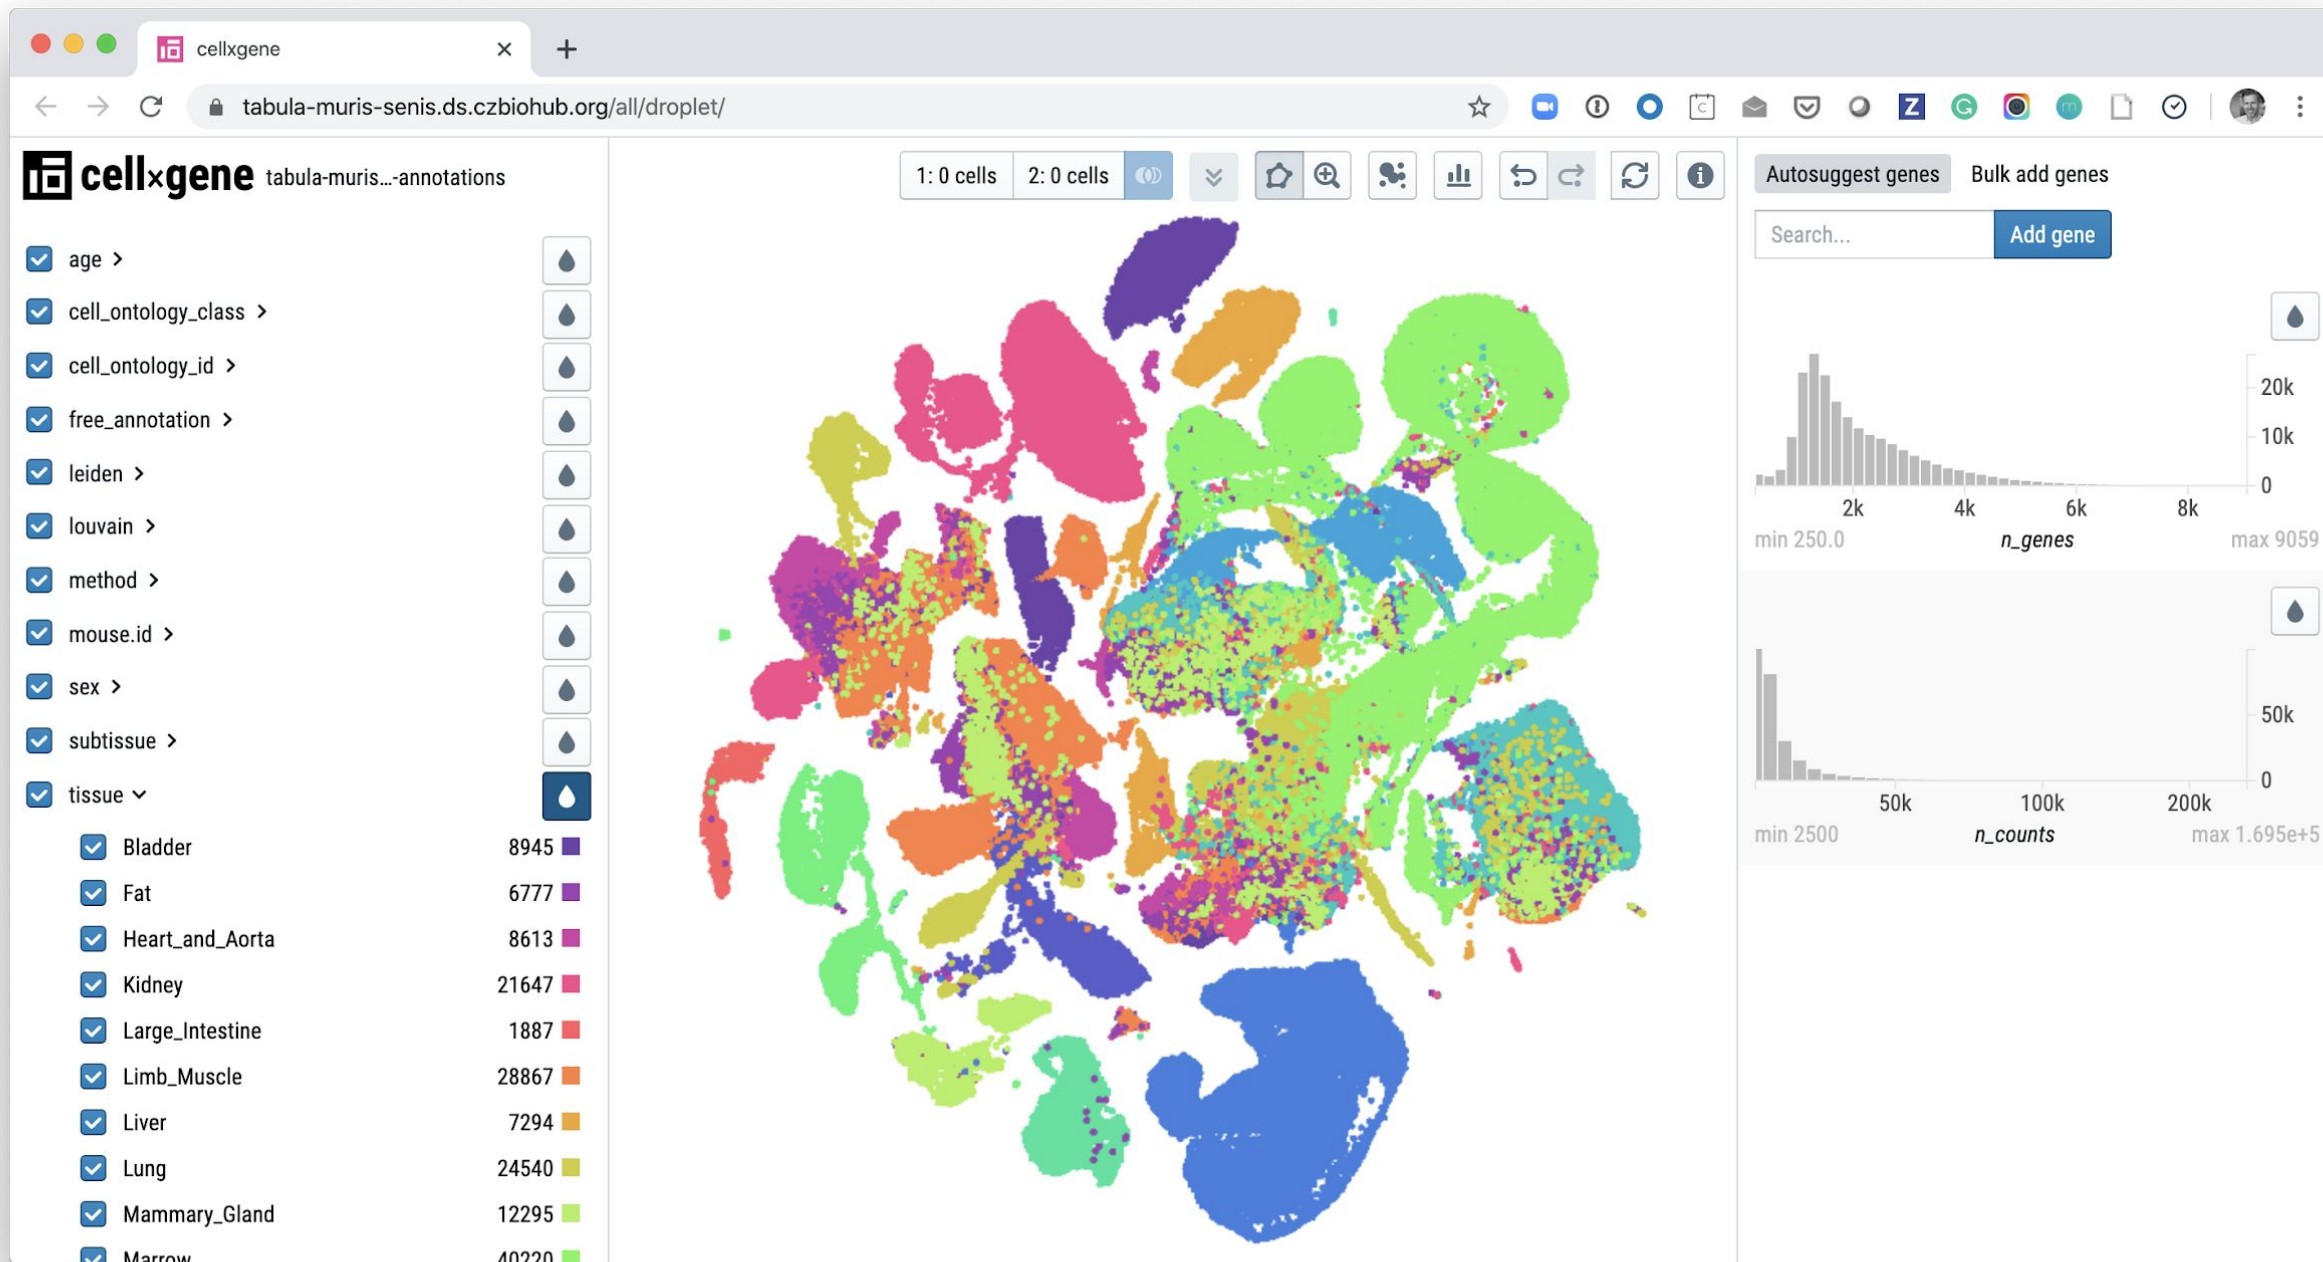 cellxgene
tabula-muris-senis.ds.czbiohub.org/all/droplet/
cell×gene tabula-muris...-annotations
age
cell_ontology_class
cell_ontology_id
free_annotation
leiden
louvain
method
mouse.id
sex
subtissue
tissue
Bladder 8945
Fat 6777
Heart_and_Aorta 8613
Kidney 21647
Large_Intestine 1887
Limb_Muscle 28867
Liver 7294
Lung 24540
Mammary_Gland 12295
Marrow 40220
1: 0 cells 2: 0 cells
Autosuggest genes Bulk add genes
Search... Add gene
20k
10k
0
2k 4k 6k 8k
min 250.0 n_genes max 9059
50k
0
50k 100k 200k
min 2500 n_counts max 1.695e+5